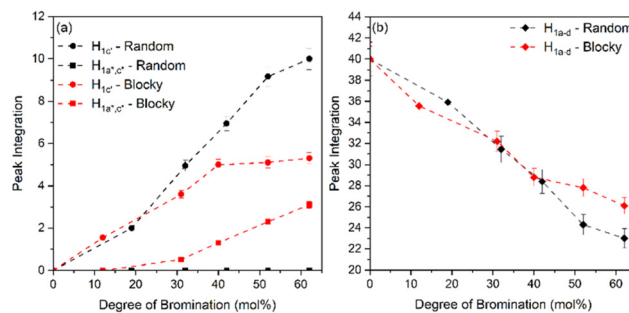 (a)
H1c' - Random
H1a*,c* - Random
H1c' - Blocky
H1a*,c* - Blocky
Peak Integration
10
8
6
4
2
0
0 10 20 30 40 50 60
Degree of Bromination (mol%)
(b)
H1a-d - Random
H1a-d - Blocky
Peak Integration
44
42
40
38
36
34
32
30
28
26
24
22
20
0 10 20 30 40 50 60
Degree of Bromination (mol%)